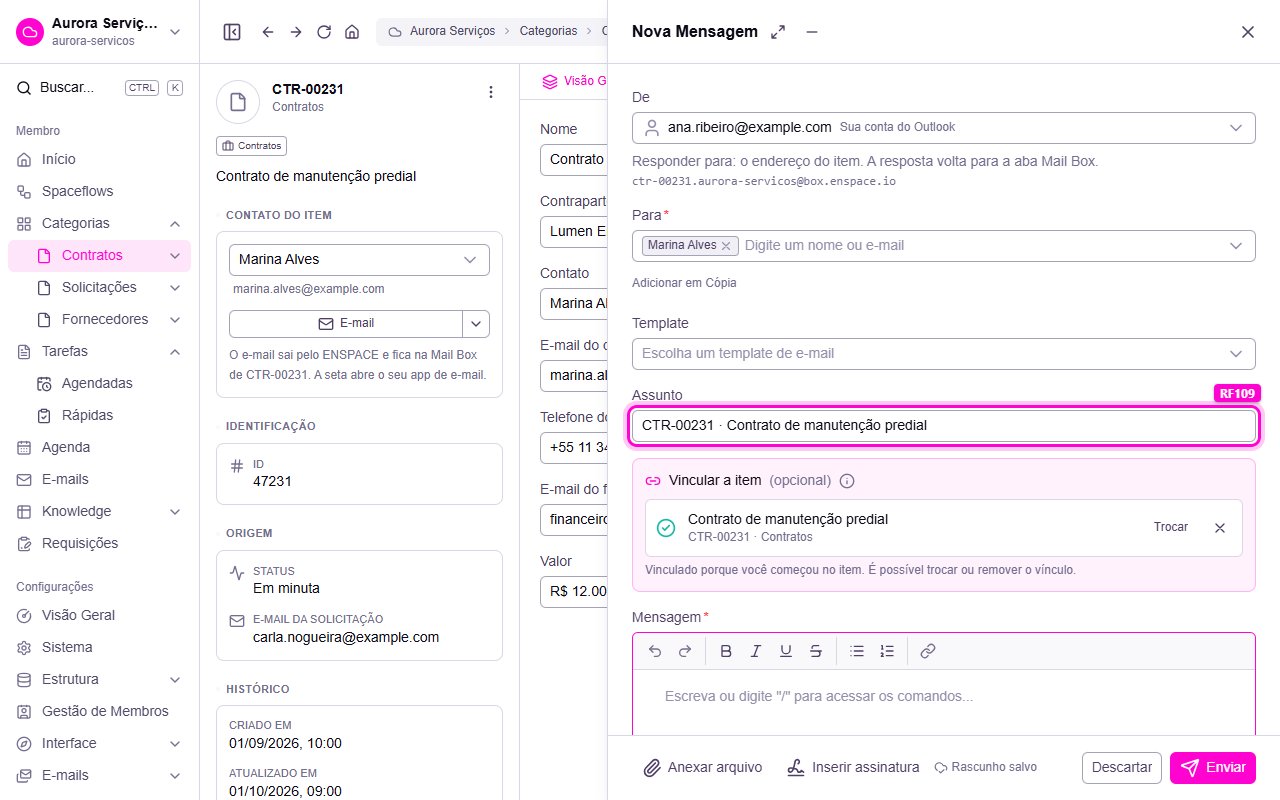 Aurora Serviç...
aurora-servicos
Buscar...
CTRL
K
Membro
Início
Spaceflows
Categorias
Contratos
Solicitações
Fornecedores
Tarefas
Agendadas
Rápidas
Agenda
E-mails
Knowledge
Requisições
Configurações
Visão Geral
Sistema
Estrutura
Gestão de Membros
Interface
E-mails
Aurora Serviços
Categorias
CTR-00231
Contratos
Contratos
Contrato de manutenção predial
CONTATO DO ITEM
Marina Alves
marina.alves@example.com
E-mail
O e-mail sai pelo ENSPACE e fica na Mail Box
de CTR-00231. A seta abre o seu app de e-mail.
IDENTIFICAÇÃO
ID
47231
ORIGEM
STATUS
Em minuta
E-MAIL DA SOLICITAÇÃO
carla.nogueira@example.com
HISTÓRICO
CRIADO EM
01/09/2026, 10:00
ATUALIZADO EM
01/10/2026, 09:00
Visão G
Nome
Contrato
Contrapart
Lumen E
Contato
Marina Al
E-mail do c
marina.al
Telefone do
+55 11 34
E-mail do f
financeiro
Valor
R$ 12.00
Nova Mensagem
De
ana.ribeiro@example.com Sua conta do Outlook
Responder para: o endereço do item. A resposta volta para a aba Mail Box.
ctr-00231.aurora-servicos@box.enspace.io
Para*
Marina Alves Digite um nome ou e-mail
Adicionar em Cópia
Template
Escolha um template de e-mail
Assunto
RF109
CTR-00231 · Contrato de manutenção predial
Vincular a item (opcional)
Contrato de manutenção predial
CTR-00231 · Contratos
Trocar
Vinculado porque você começou no item. É possível trocar ou remover o vínculo.
Mensagem*
Escreva ou digite "/" para acessar os comandos...
Anexar arquivo
Inserir assinatura
Rascunho salvo
Descartar
Enviar